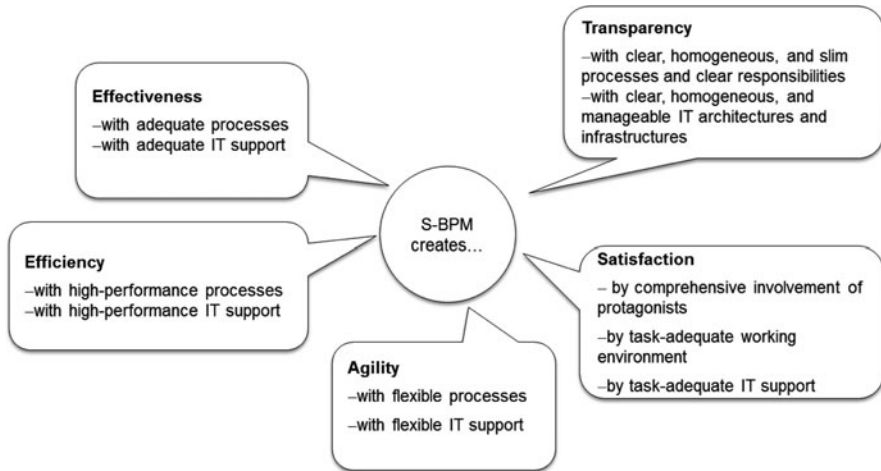 Effectiveness
–with adequate processes
–with adequate IT support
Transparency
–with clear, homogeneous, and slim
processes and clear responsibilities
–with clear, homogeneous, and
manageable IT architectures and
infrastructures
S-BPM
creates...
Efficiency
–with high-performance processes
–with high-performance IT support
Satisfaction
– by comprehensive involvement of
protagonists
–by task-adequate working
environment
–by task-adequate IT support
Agility
–with flexible processes
–with flexible IT support